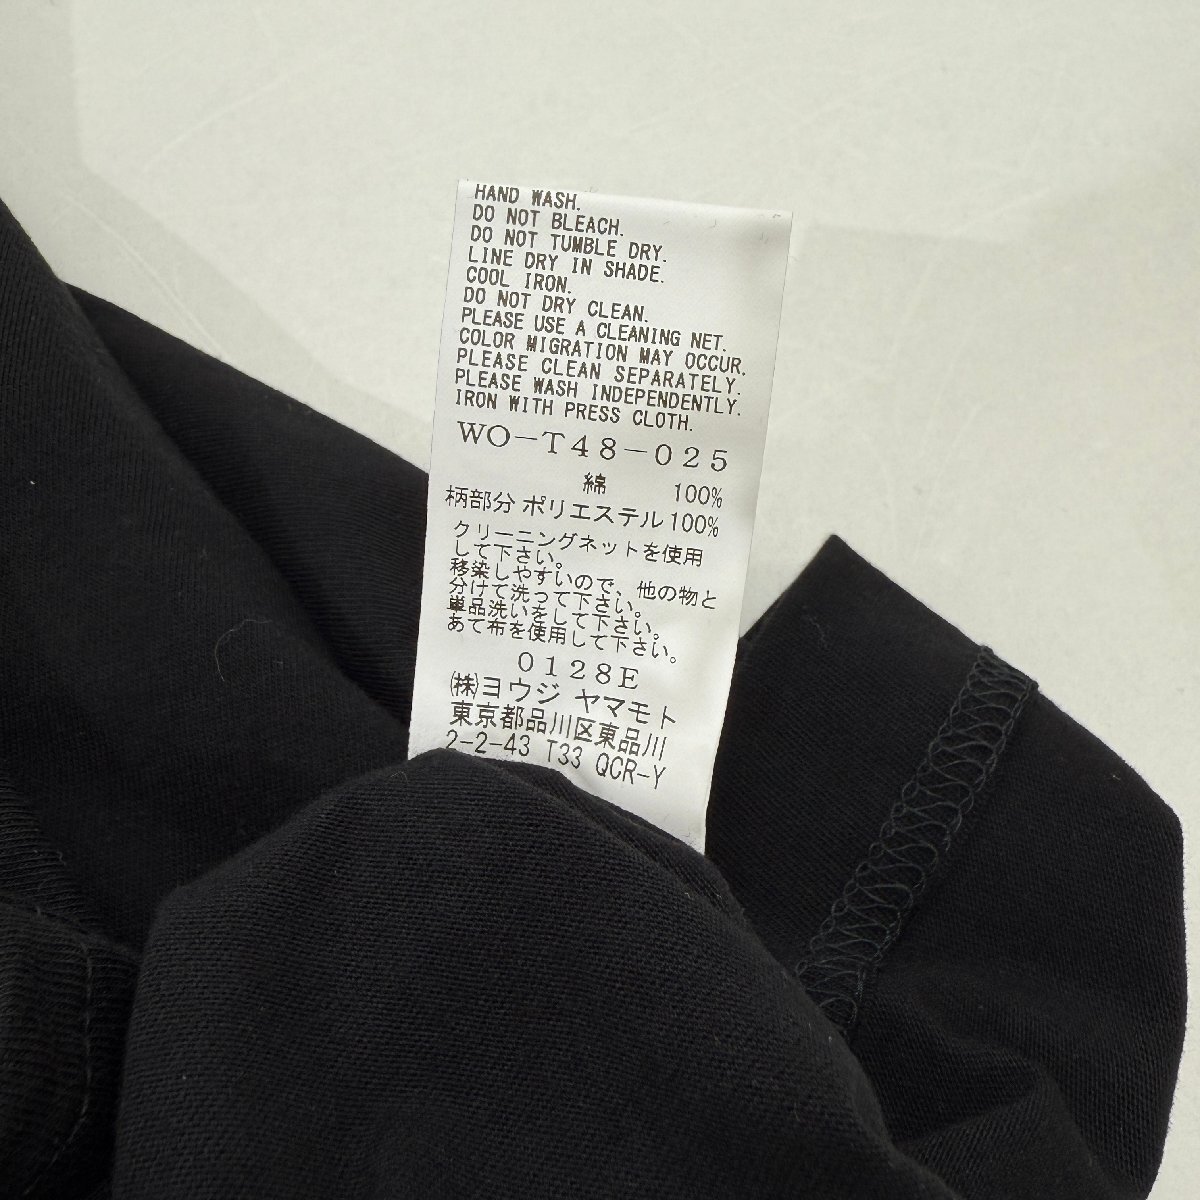 HAND WASH.
DO NOT BLEACH.
DO NOT TUMBLE DRY.
LINE DRY IN SHADE.
COOL IRON.
DO NOT DRY CLEAN.
PLEASE USE A CLEANING NET.
COLOR MIGRATION MAY OCCUR.
PLEASE CLEAN SEPARATELY.
PLEASE WASH INDEPENDENTLY.
IRON WITH PRESS CLOTH.
WO-T48-025
綿 100%
柄部分 ポリエステル 100%
クリーニングネットを使用
して下さい。
移染しやすいので、他の物と
分けて洗って下さい。
単品洗いをして下さい。
あて布を使用して下さい。
0128E
(株)ヨウジ ヤマモト
東京都品川区東品川
2-2-43 T33 QCR-Y